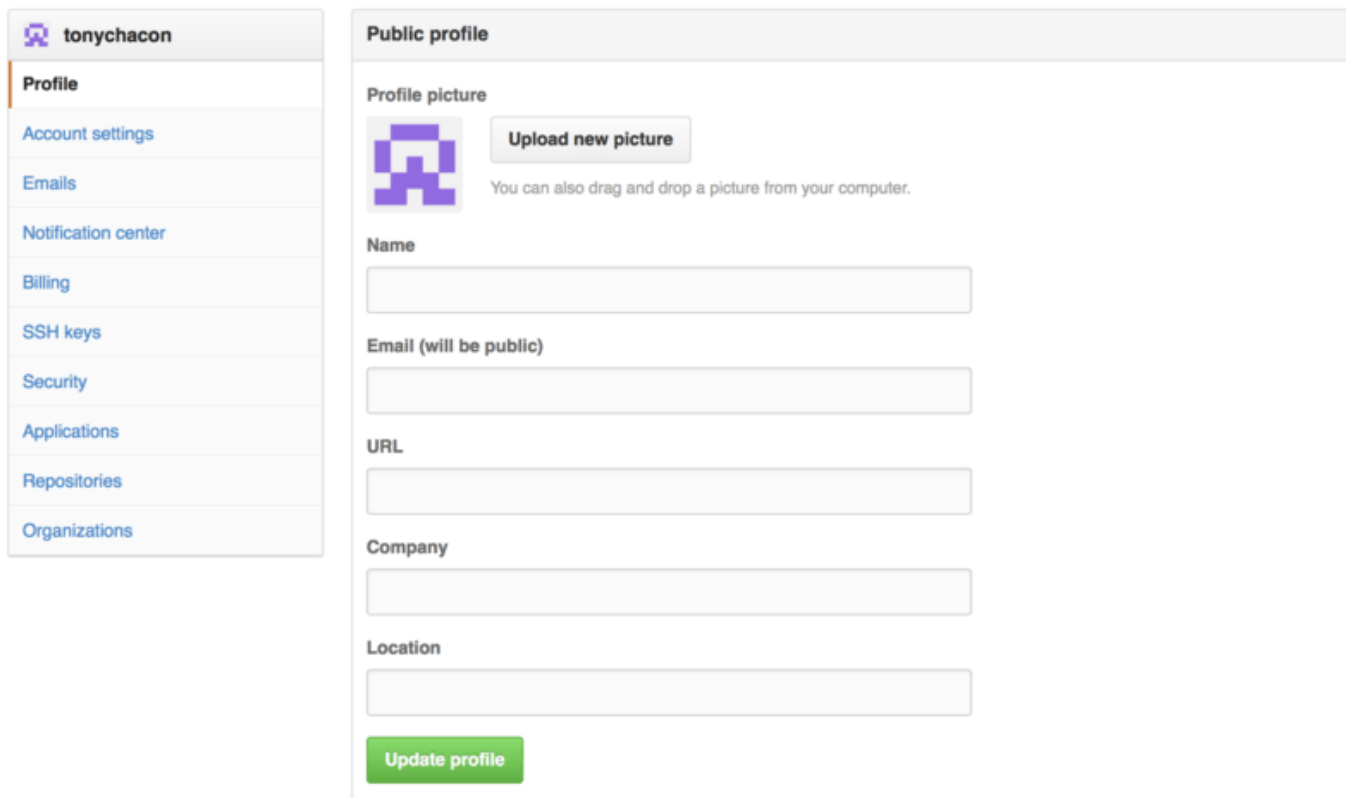 tonychacon
Profile
Account settings
Emails
Notification center
Billing
SSH keys
Security
Applications
Repositories
Organizations
Public profile
Profile picture
Upload new picture
You can also drag and drop a picture from your computer.
Name
Email (will be public)
URL
Company
Location
Update profile